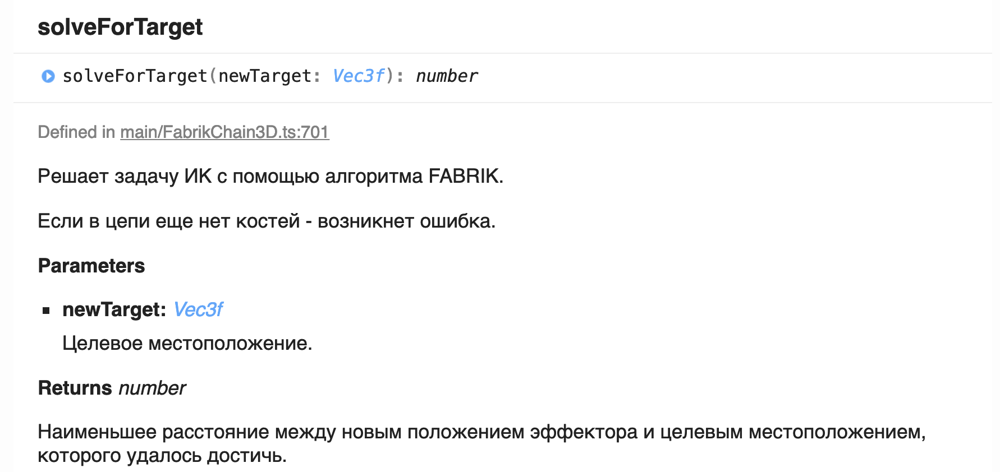 solveForTarget
solveForTarget(newTarget: Vec3f): number
Defined in main/FabrikChain3D.ts:701
Решает задачу ИК с помощью алгоритма FABRIK.
Если в цепи еще нет костей - возникнет ошибка.
Parameters
newTarget: Vec3f
Целевое местоположение.
Returns number
Наименьшее расстояние между новым положением эффектора и целевым местоположением,
которого удалось достичь.